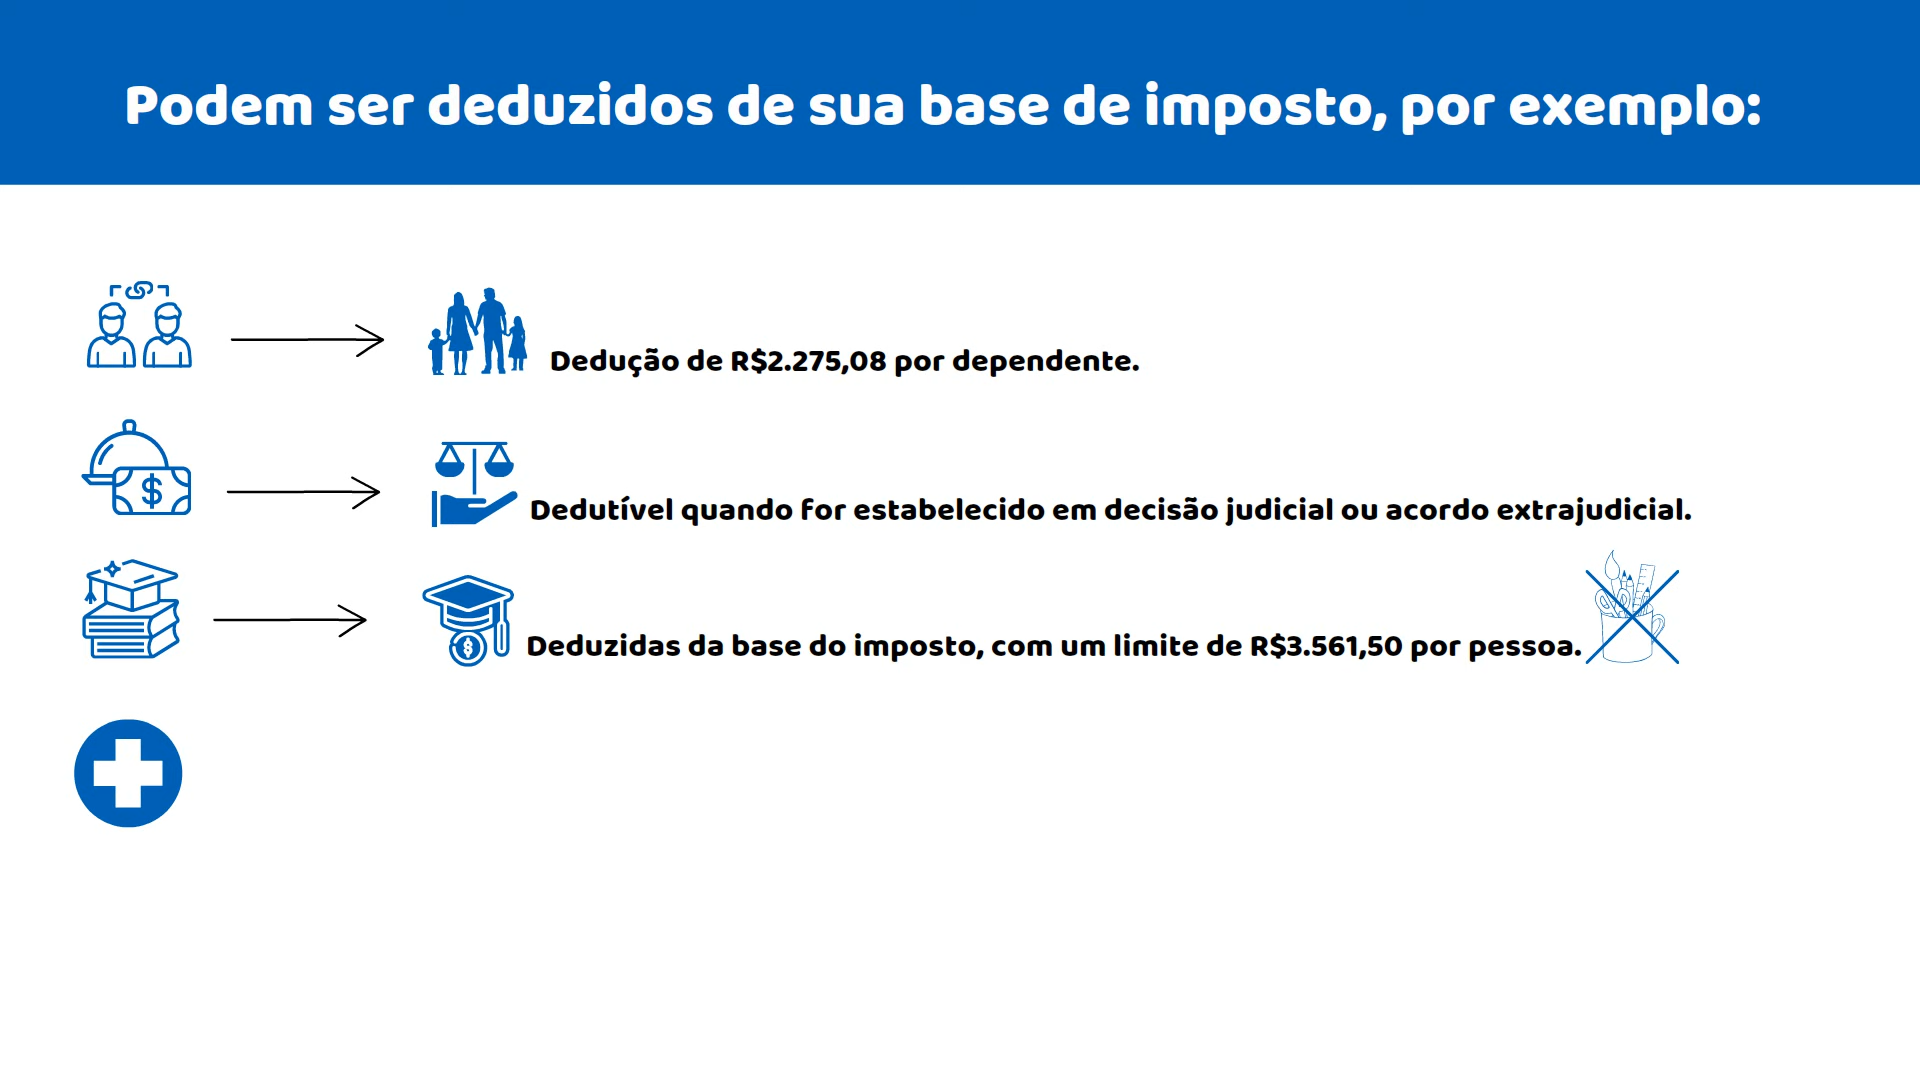 Podem ser deduzidos de sua base de imposto, por exemplo:
Dedução de R$2.275,08 por dependente.
Dedutível quando for estabelecido em decisão judicial ou acordo extrajudicial.
Deduzidas da base do imposto, com um limite de R$3.561,50 por pessoa.